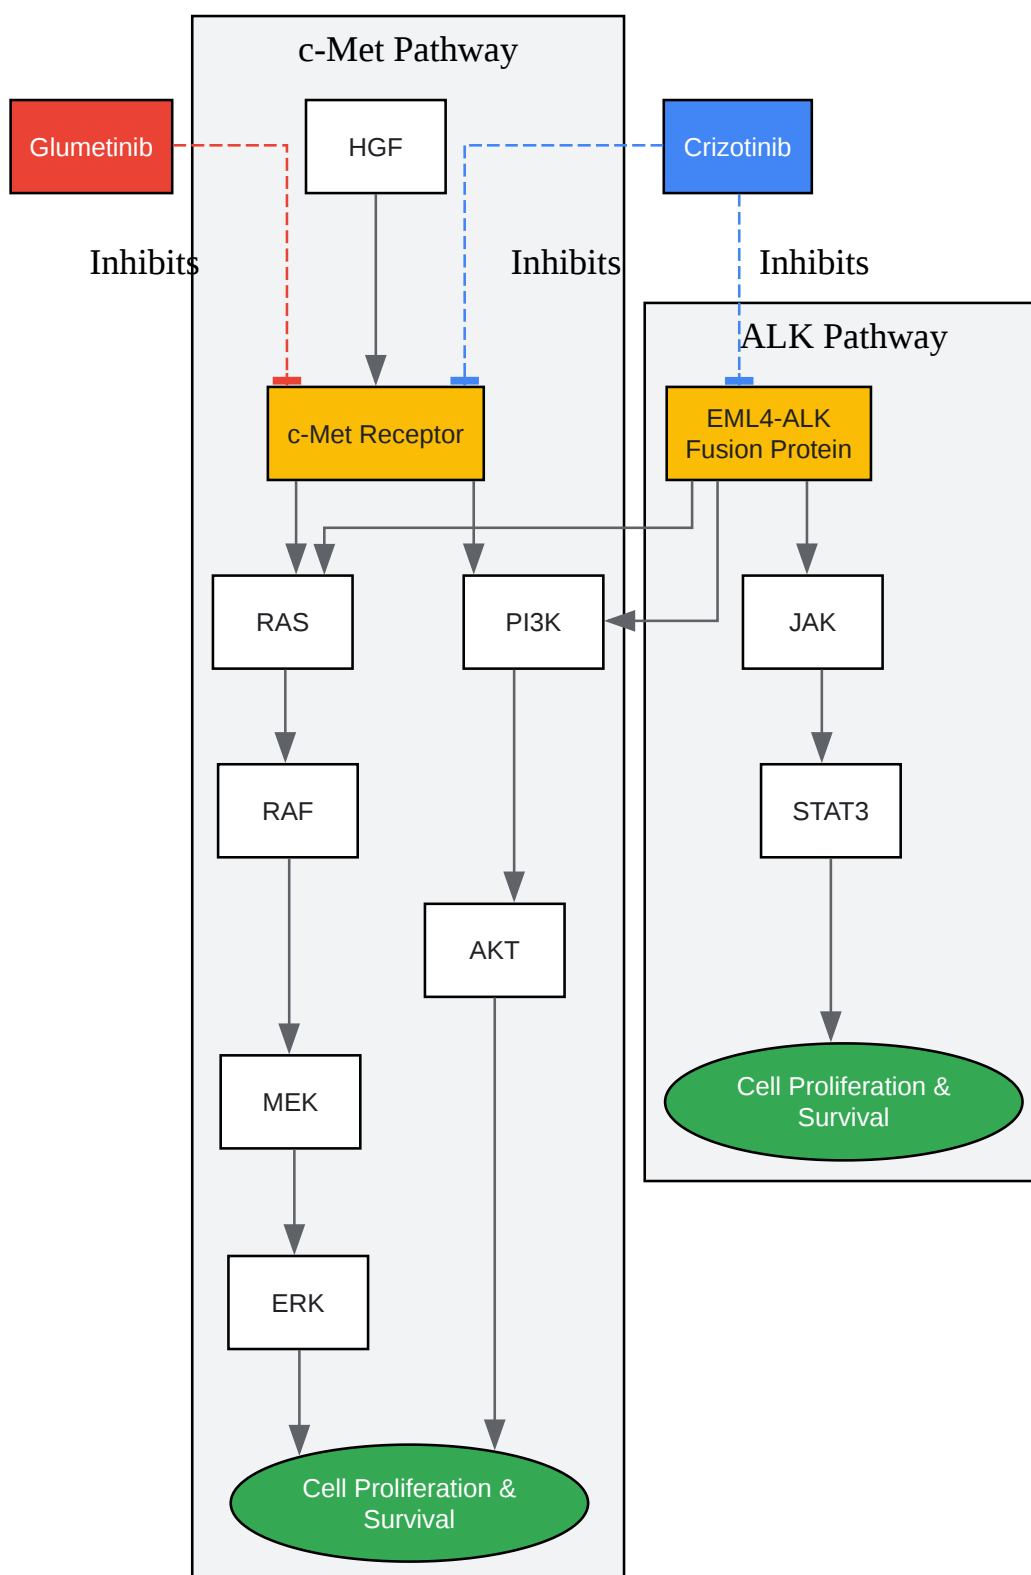 c-Met Pathway
Glumetinib
HGF
Crizotinib
Inhibits
Inhibits
Inhibits
ALK Pathway
c-Met Receptor
EML4-ALK
Fusion Protein
RAS
PI3K
JAK
RAF
STAT3
AKT
MEK
Cell Proliferation &
Survival
ERK
Cell Proliferation &
Survival